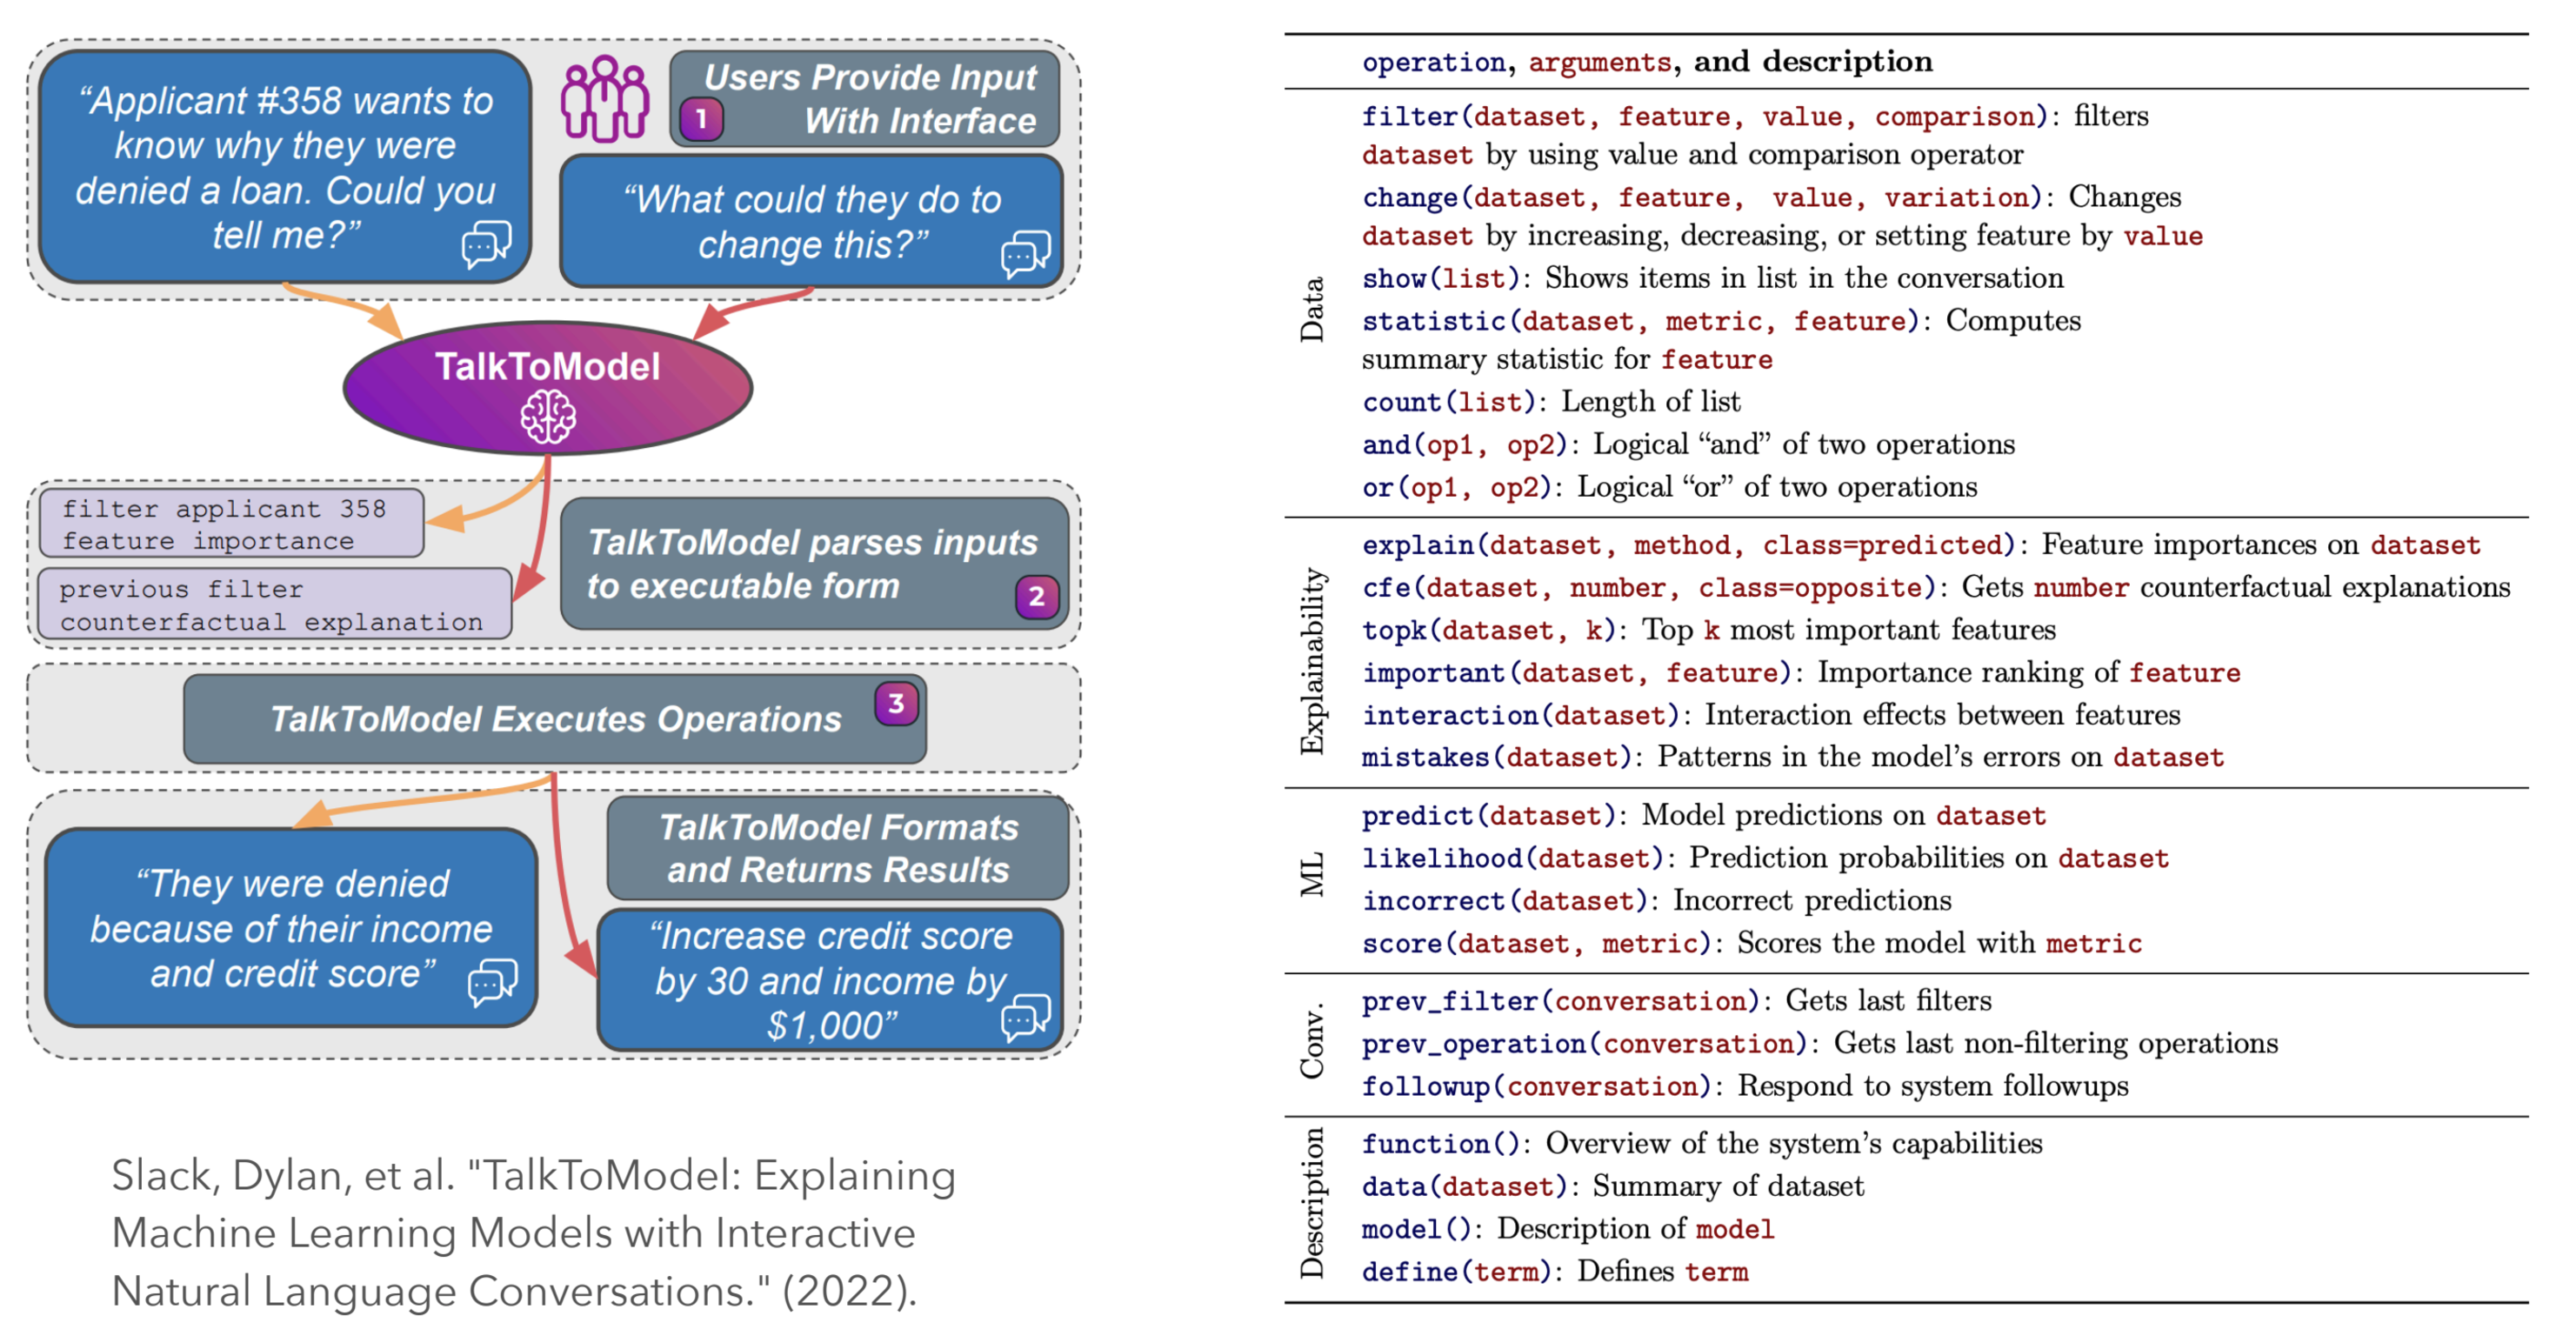 “Applicant #358 wants to
know why they were
denied a loan. Could you
tell me?”
Users Provide Input
With Interface
1
“What could they do to
change this?”
TalkToModel
filter applicant 358
feature importance
previous filter
counterfactual explanation
TalkToModel parses inputs
to executable form
2
TalkToModel Executes Operations
3
TalkToModel Formats
and Returns Results
“They were denied
because of their income
and credit score”
“Increase credit score
by 30 and income by
$1,000”
Slack, Dylan, et al. "TalkToModel: Explaining
Machine Learning Models with Interactive
Natural Language Conversations." (2022).
operation, arguments, and description
Data
filter(dataset, feature, value, comparison): filters
dataset by using value and comparison operator
change(dataset, feature, value, variation): Changes
dataset by increasing, decreasing, or setting feature by value
show(list): Shows items in list in the conversation
statistic(dataset, metric, feature): Computes
summary statistic for feature
count(list): Length of list
and(op1, op2): Logical “and” of two operations
or(op1, op2): Logical “or” of two operations
Explainability
explain(dataset, method, class=predicted): Feature importances on dataset
cfe(dataset, number, class=opposite): Gets number counterfactual explanations
topk(dataset, k): Top k most important features
important(dataset, feature): Importance ranking of feature
interaction(dataset): Interaction effects between features
mistakes(dataset): Patterns in the model’s errors on dataset
ML
predict(dataset): Model predictions on dataset
likelihood(dataset): Prediction probabilities on dataset
incorrect(dataset): Incorrect predictions
score(dataset, metric): Scores the model with metric
Conv.
prev_filter(conversation): Gets last filters
prev_operation(conversation): Gets last non-filtering operations
followup(conversation): Respond to system followups
Description
function(): Overview of the system’s capabilities
data(dataset): Summary of dataset
model(): Description of model
define(term): Defines term